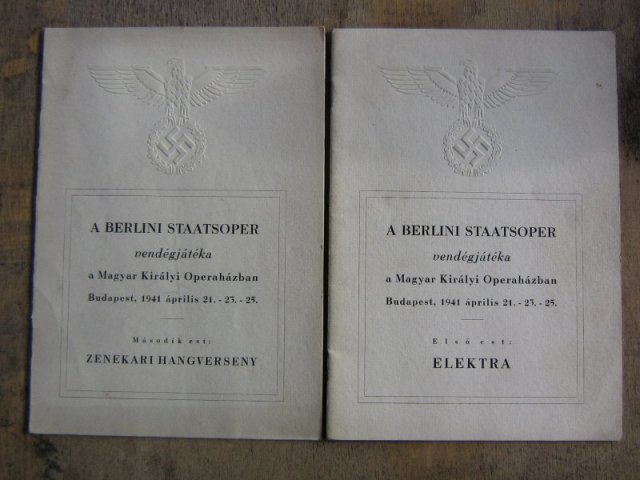 A BERLINI STAATSOPER
vendégjátéka
a Magyar Királyi Operaházban
Budapest, 1941 április 21. - 23. - 25.
Második est:
ZENEKARI HANGVERSENY
A BERLINI STAATSOPER
vendégjátéka
a Magyar Királyi Operaházban
Budapest, 1941 április 21. - 23. - 25.
Első est:
ELEKTRA